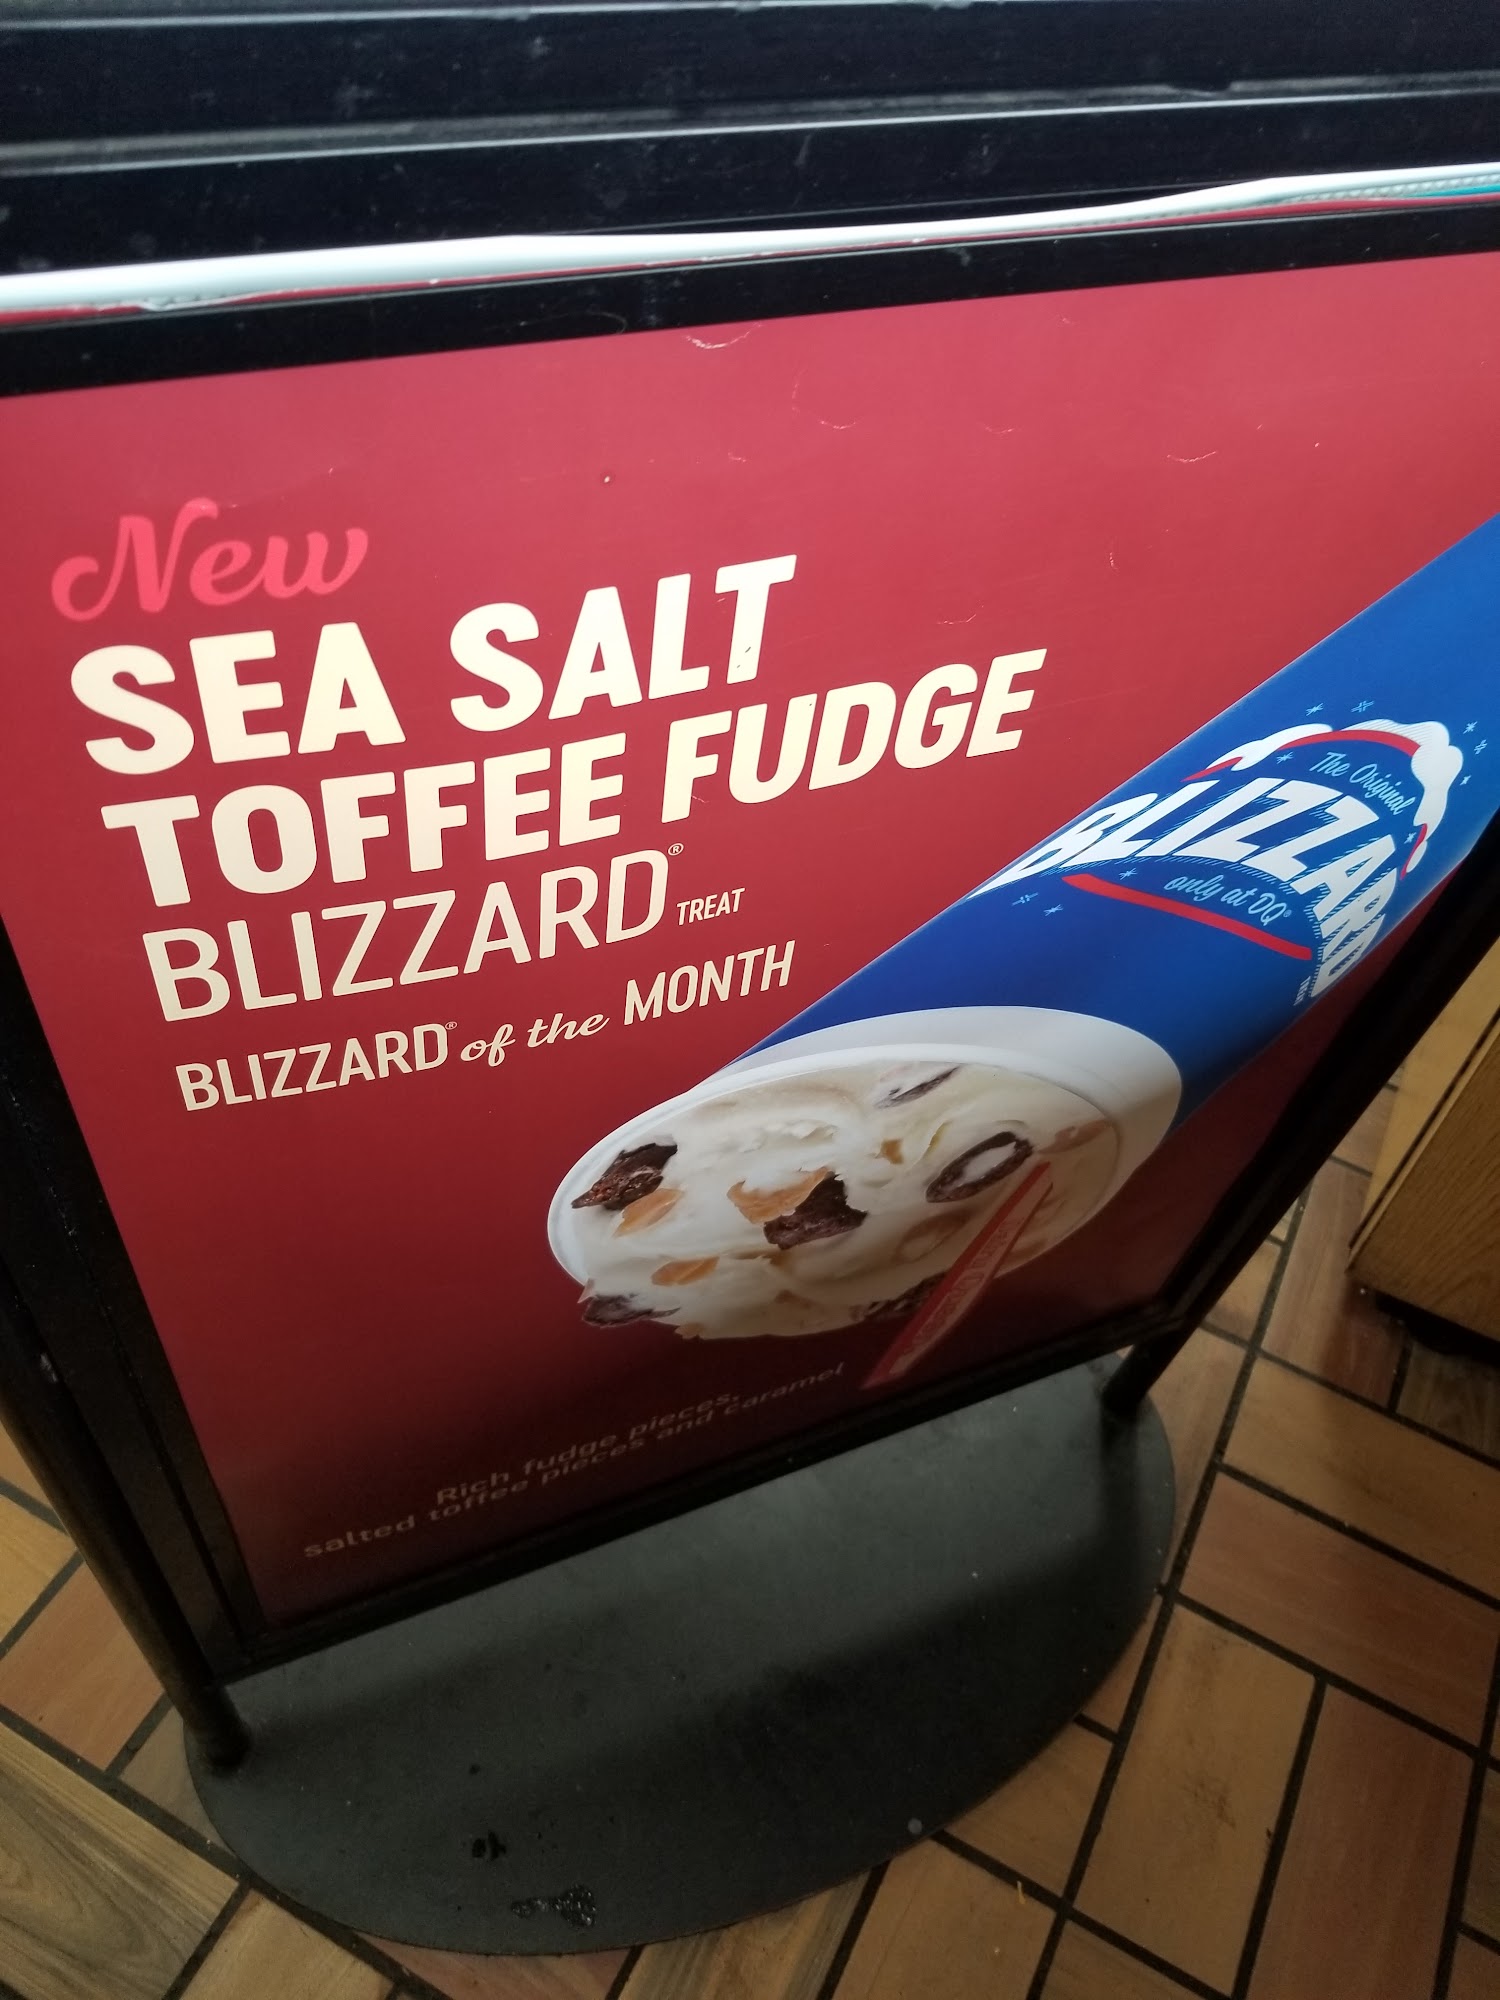 New
SEA SALT
TOFFEE FUDGE
BLIZZARD® TREAT
BLIZZARD® of the MONTH
The Original
BLIZZARD
only at DQ®
Rich fudge pieces,
salted toffee pieces and caramel